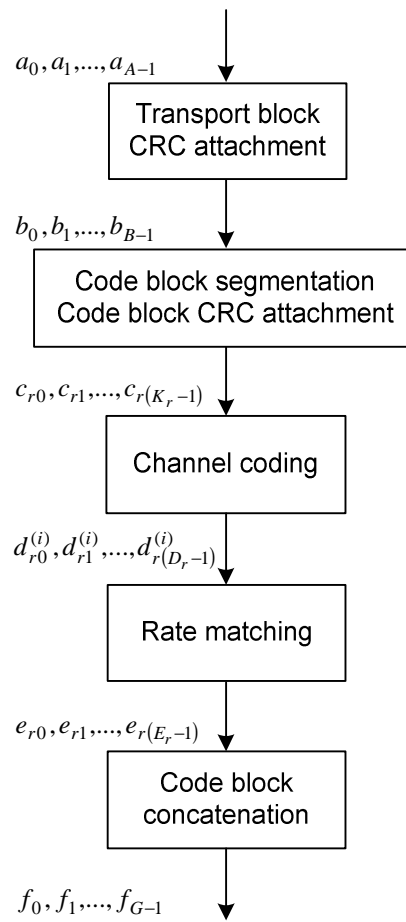 a_0, a_1,..., a_{A-1}
Transport block
CRC attachment
b_0, b_1,..., b_{B-1}
Code block segmentation
Code block CRC attachment
c_{r0}, c_{r1},..., c_{r(K_r-1)}
Channel coding
d_{r0}^{(i)}, d_{r1}^{(i)},..., d_{r(D_r-1)}^{(i)}
Rate matching
e_{r0}, e_{r1},..., e_{r(E_r-1)}
Code block
concatenation
f_0, f_1,..., f_{G-1}